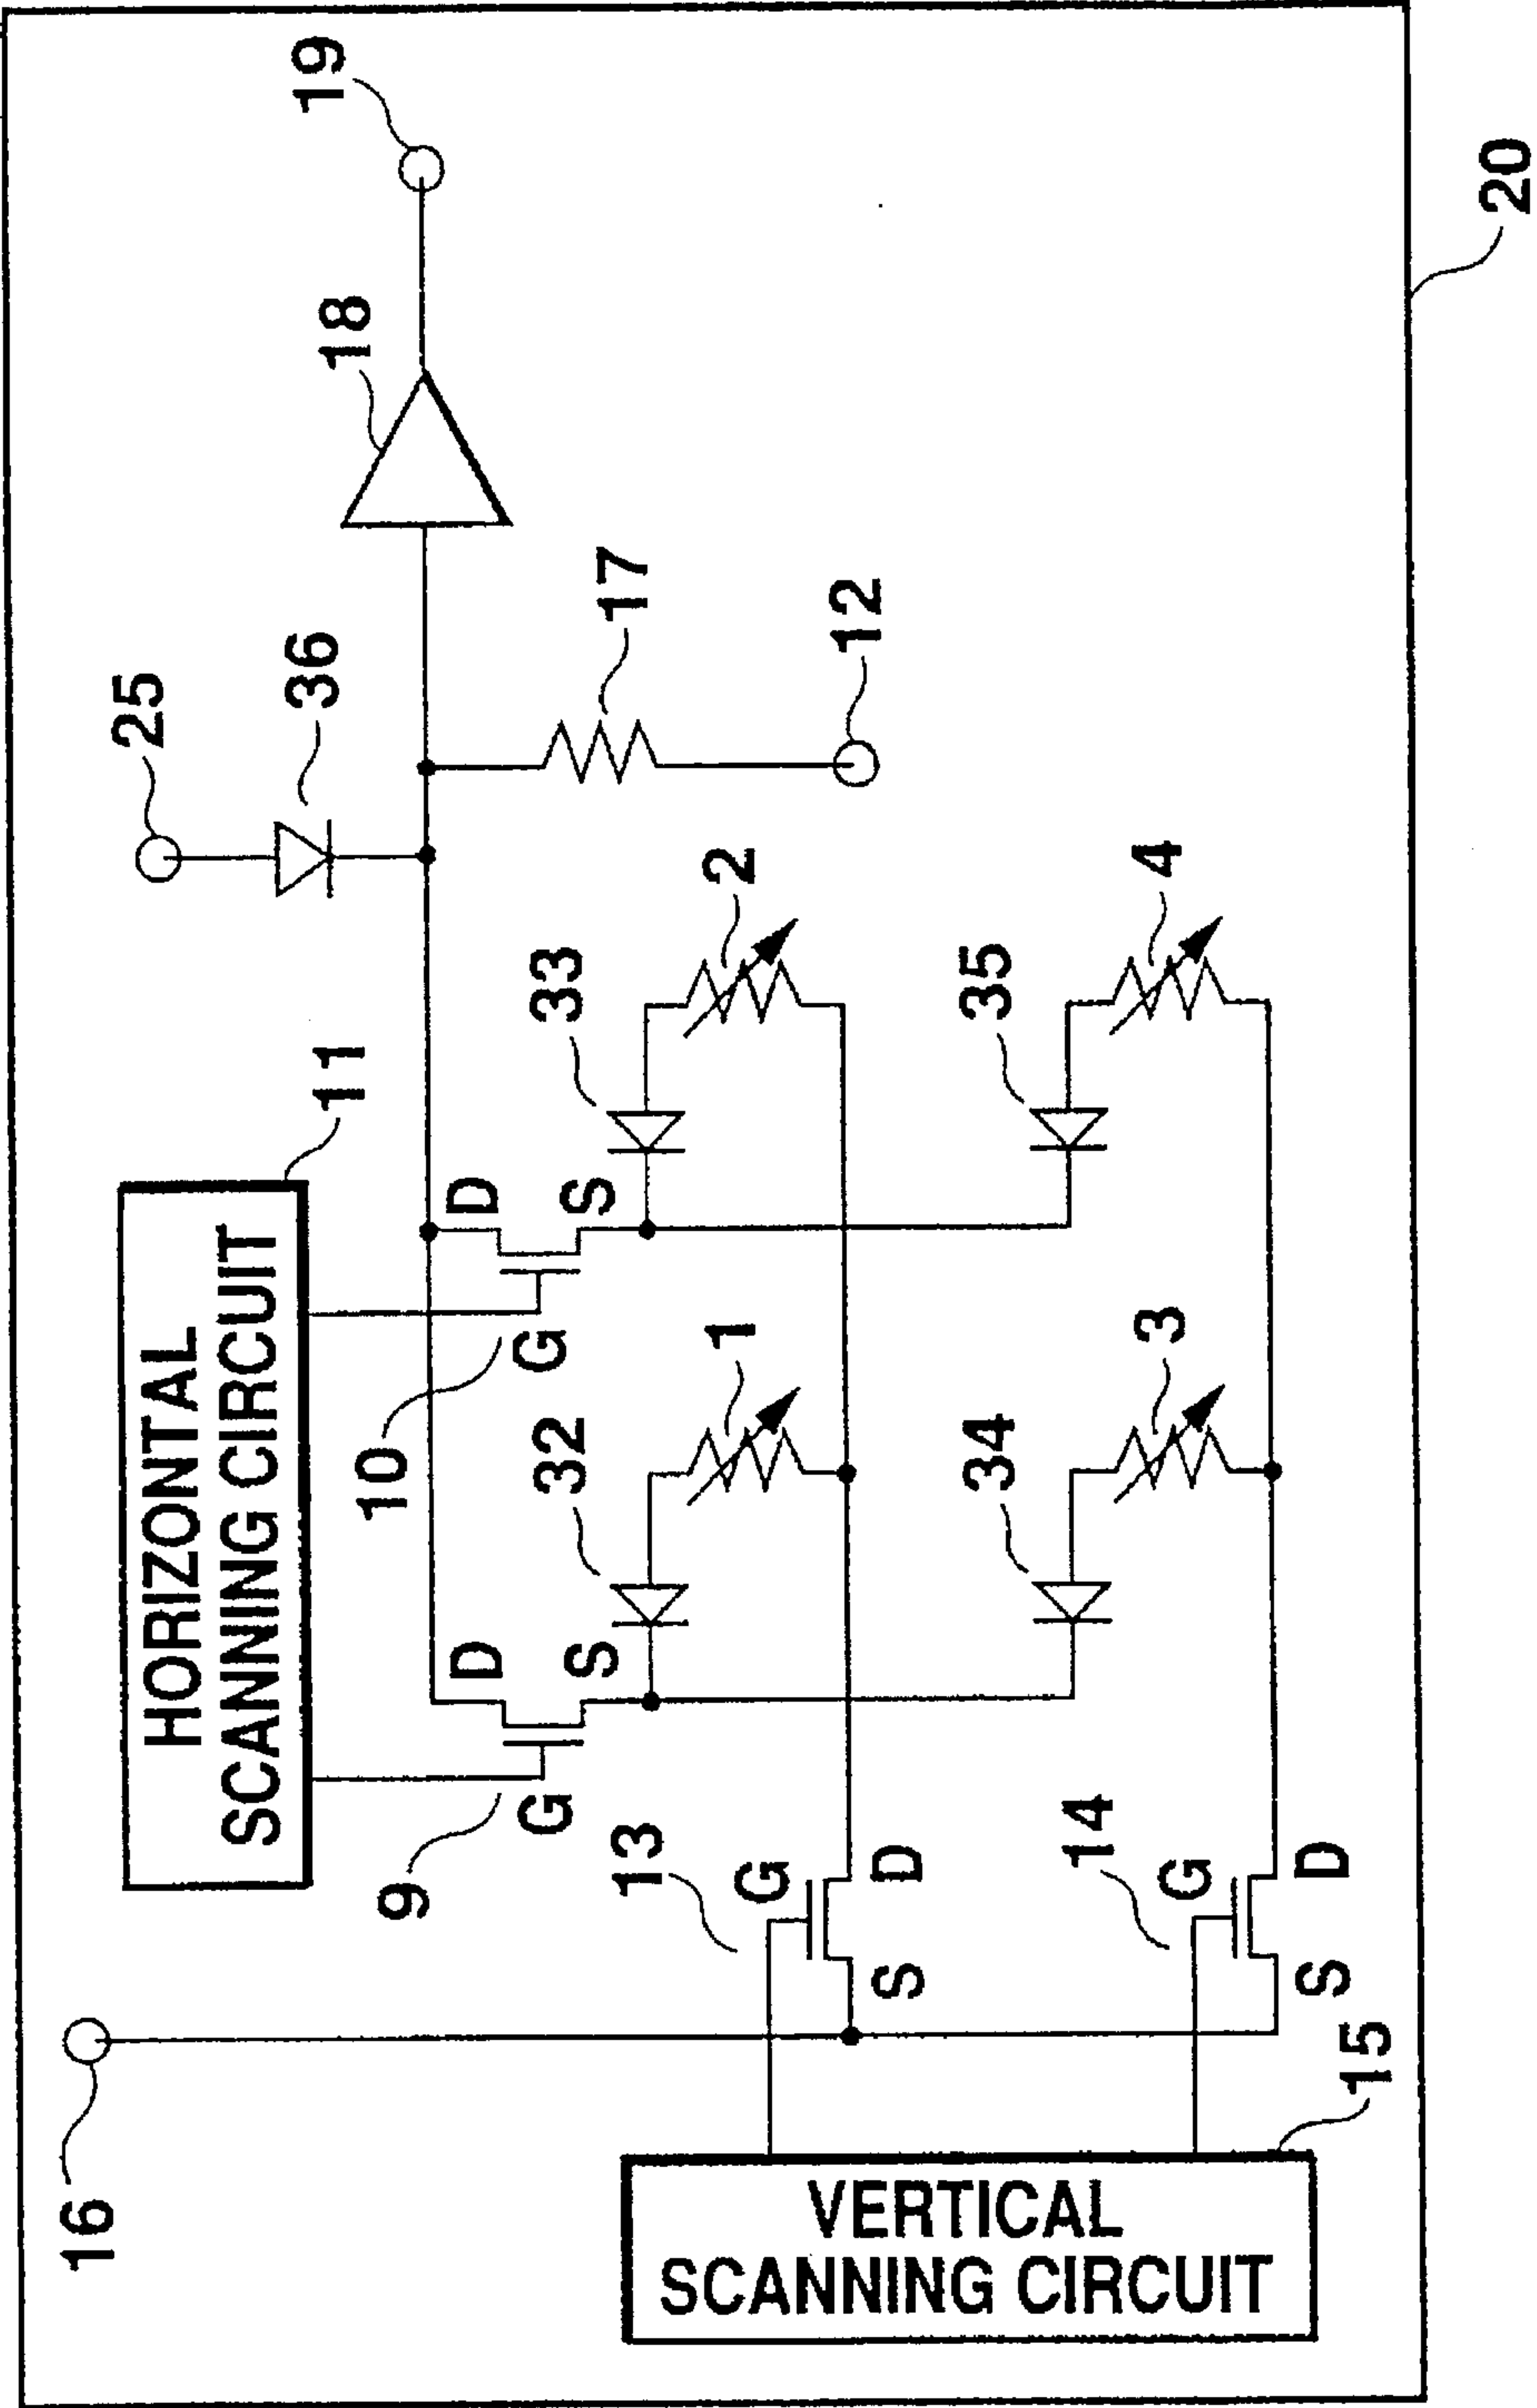 16
25
19
HORIZONTAL
SCANNING CIRCUIT
11
36
18
9
D
G
S
10
D
G
S
17
12
32
1
33
2
13
G
S
D
34
3
35
4
14
G
S
D
VERTICAL
SCANNING CIRCUIT
15
20